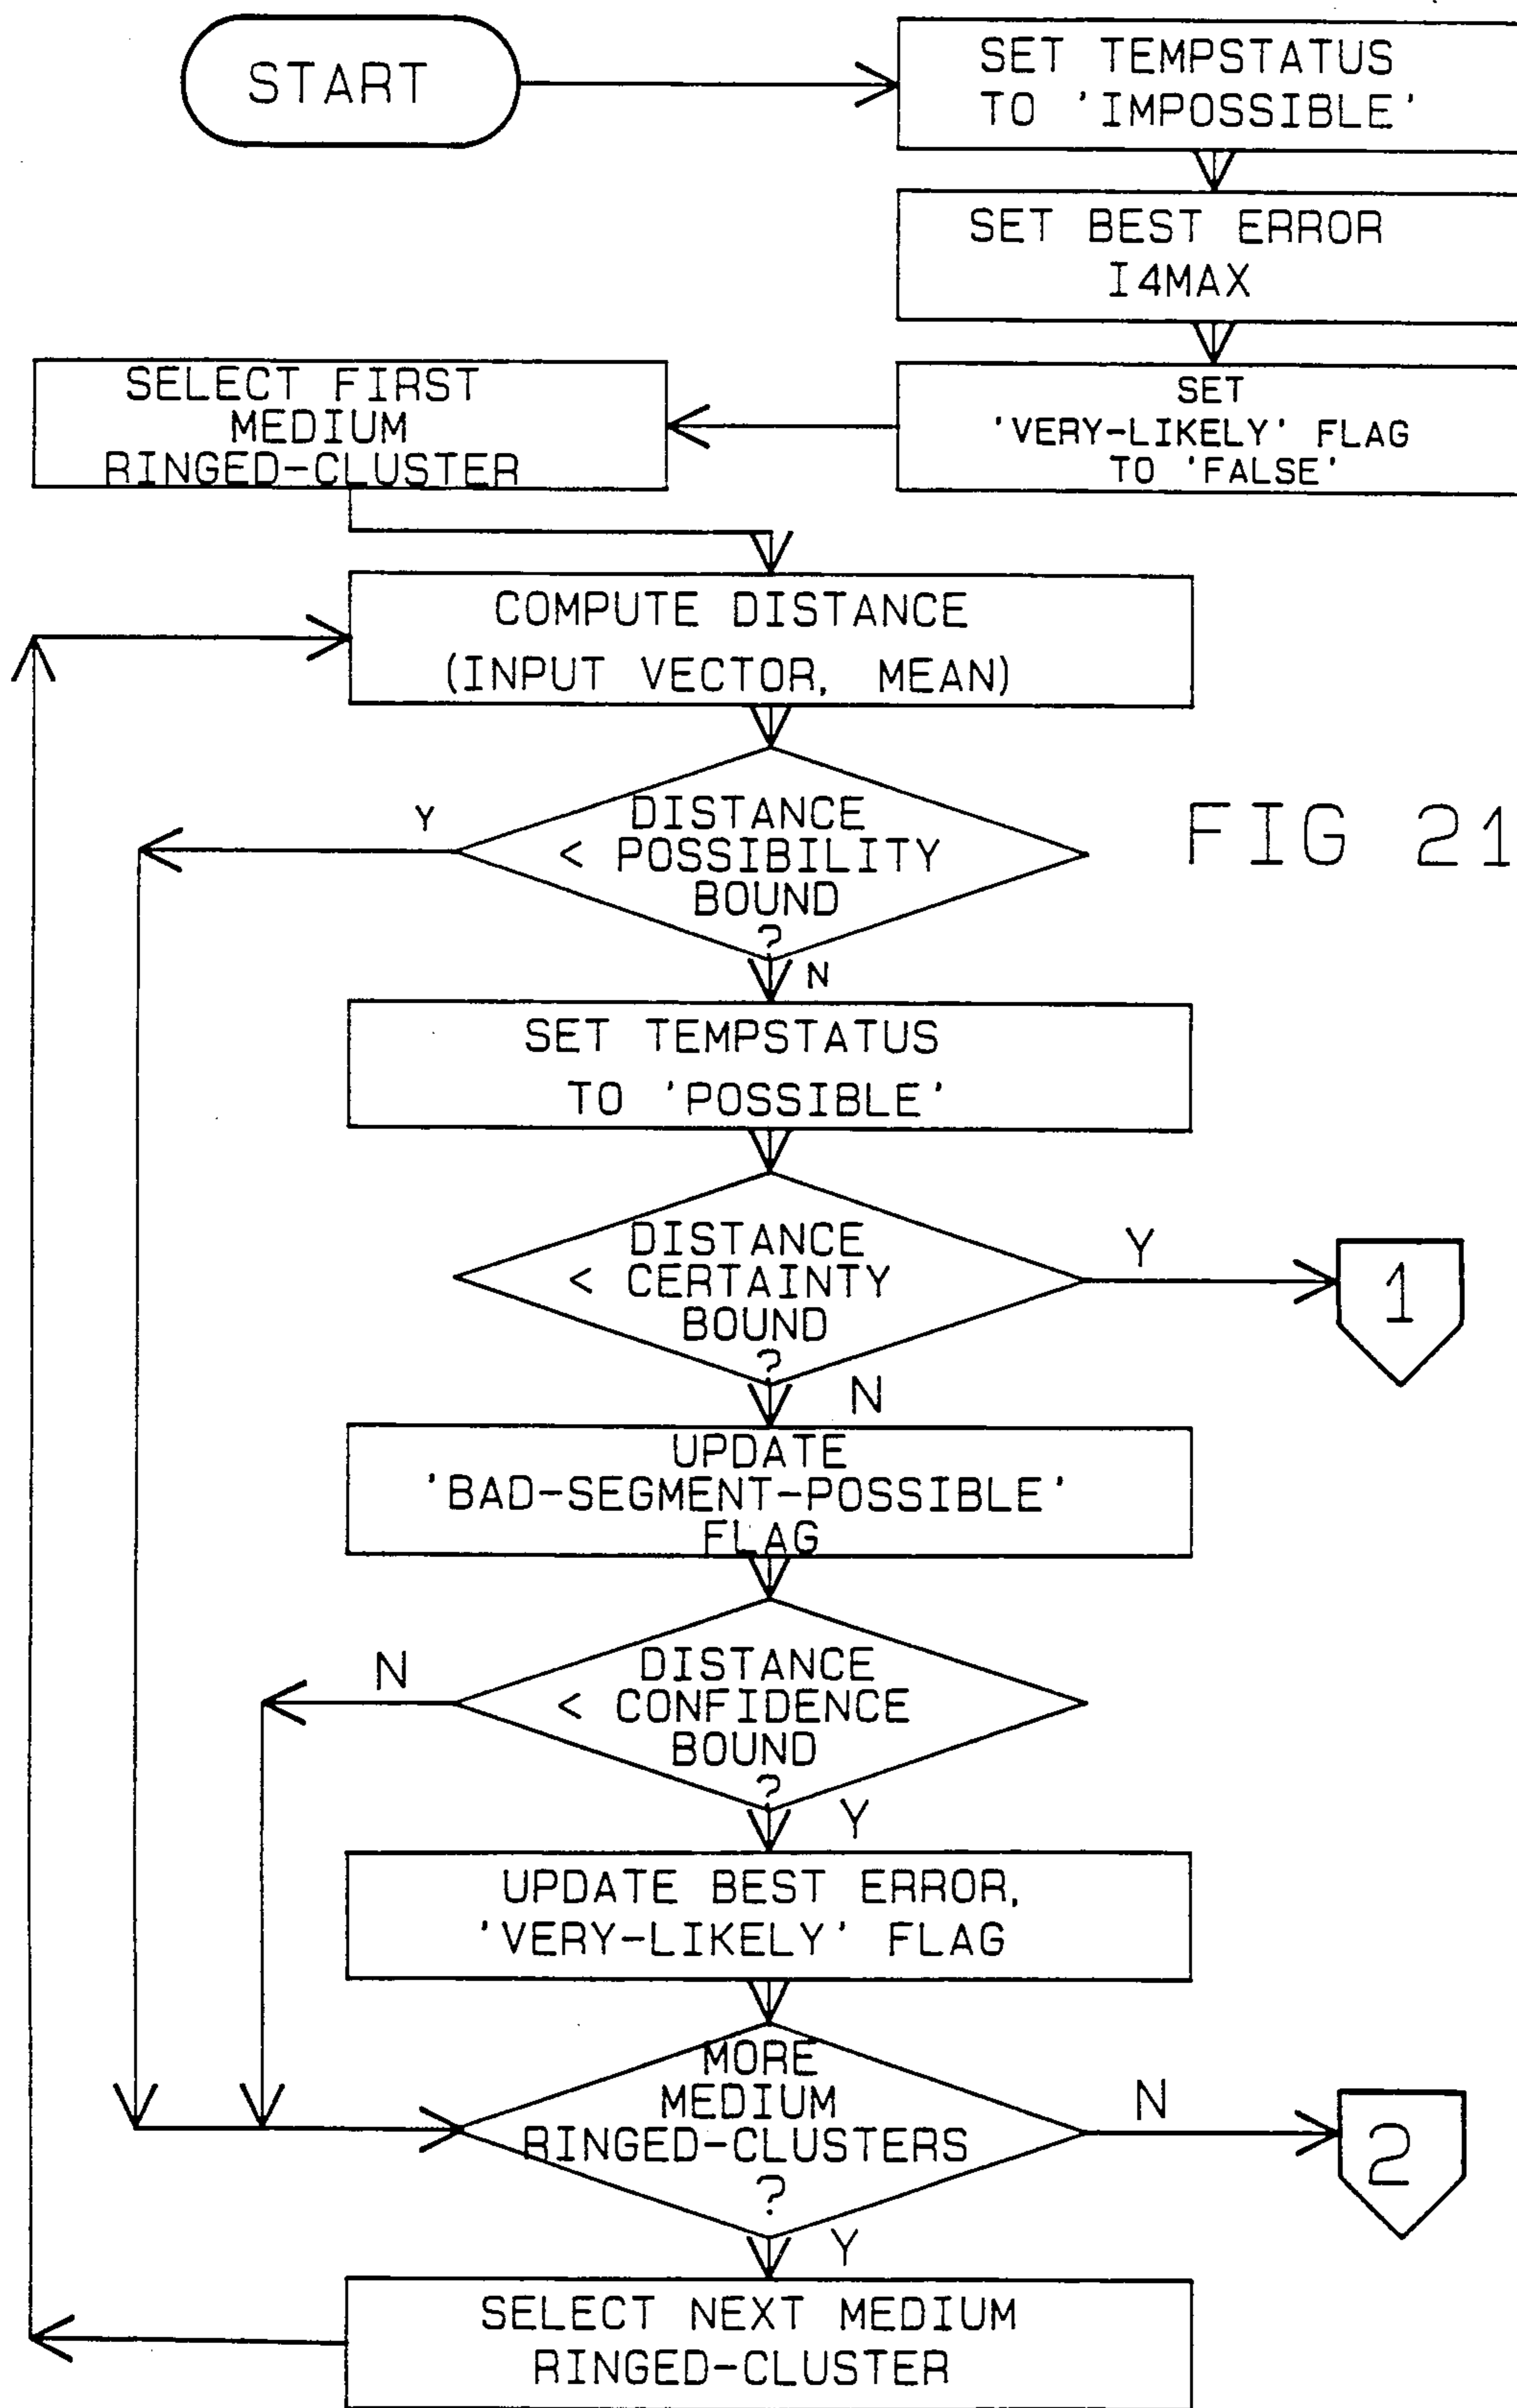 START
SET TEMPSTATUS
TO 'IMPOSSIBLE'
SET BEST ERROR
I4MAX
SET
'VERY-LIKELY' FLAG
TO 'FALSE'
SELECT FIRST
MEDIUM
RINGED-CLUSTER
COMPUTE DISTANCE
(INPUT VECTOR, MEAN)
DISTANCE
< POSSIBILITY
BOUND
?
Y
N
FIG 21
SET TEMPSTATUS
TO 'POSSIBLE'
DISTANCE
< CERTAINTY
BOUND
?
Y
1
N
UPDATE
'BAD-SEGMENT-POSSIBLE'
FLAG
DISTANCE
< CONFIDENCE
BOUND
?
N
Y
UPDATE BEST ERROR,
'VERY-LIKELY' FLAG
MORE
MEDIUM
RINGED-CLUSTERS
?
N
2
Y
SELECT NEXT MEDIUM
RINGED-CLUSTER